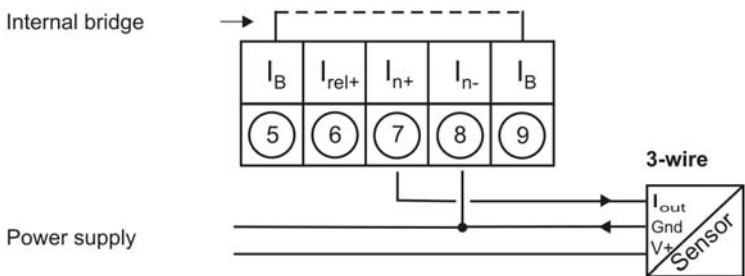 Internal bridge
I_B I_rel+ I_n+ I_n- I_B
5 6 7 8 9
3-wire
I_out
Gnd
V+
Sensor
Power supply